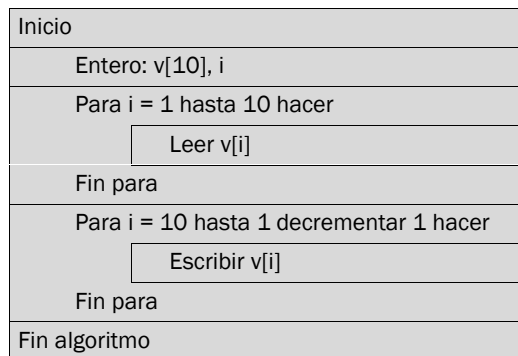 Inicio
Entero: v[10], i
Para i = 1 hasta 10 hacer
Leer v[i]
Fin para
Para i = 10 hasta 1 decrementar 1 hacer
Escribir v[i]
Fin para
Fin algoritmo